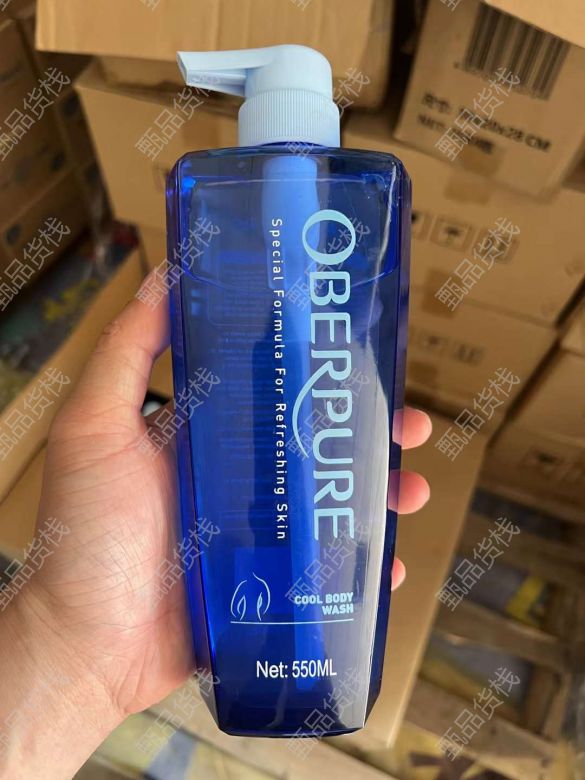 OBERPURE
Special Formula For Refreshing Skin
COOL BODY
WASH
Net: 550ML
甄品货栈